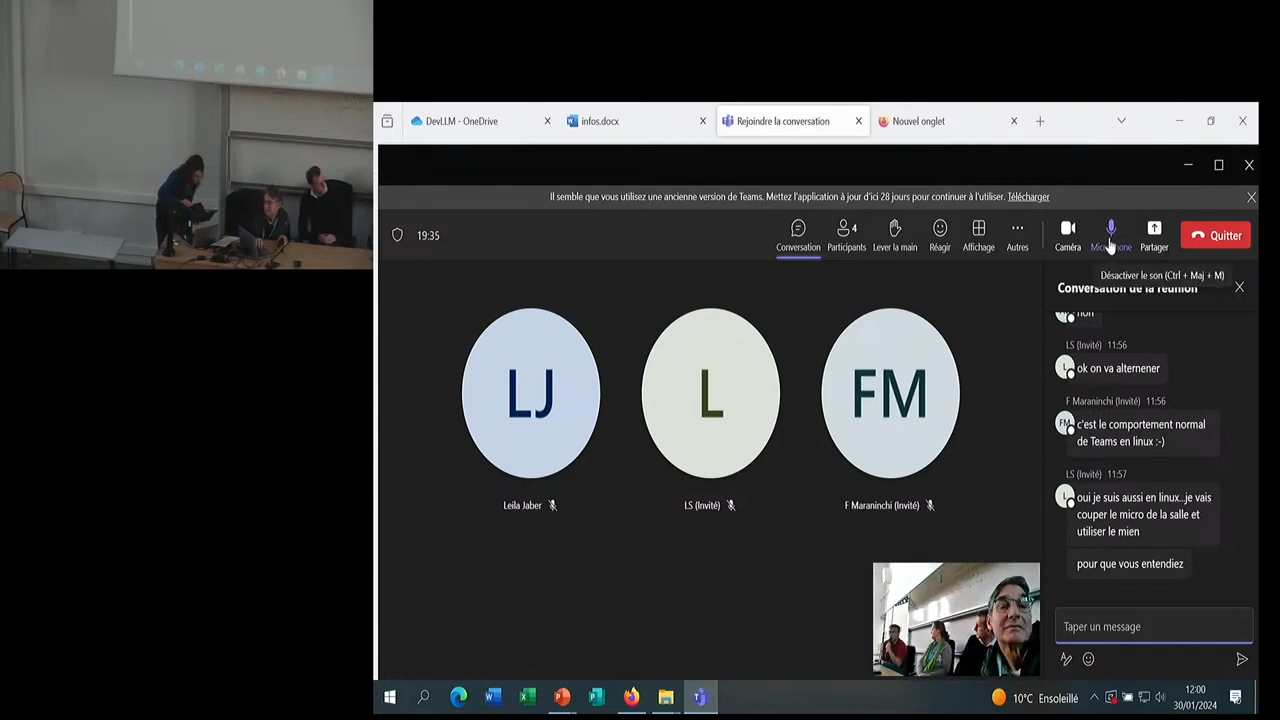 DevLLM - OneDrive
infos.docx
Rejoindre la conversation
Nouvel onglet
Il semble que vous utilisez une ancienne version de Teams. Mettez l'application à jour d'ici 28 jours pour continuer à l'utiliser. Télécharger
19:35
Conversation
4
Participants
Lever la main
Réagir
Affichage
Autres
Caméra
Microphone
Partager
Quitter
Désactiver le son (Ctrl + Maj + M)
Conversation de la réunion
non
LS (Invité) 11:56
ok on va alternener
F Maraninchi (Invité) 11:56
FM
c'est le comportement normal
de Teams en linux :-)
LS (Invité) 11:57
L
oui je suis aussi en linux...je vais
couper le micro de la salle et
utiliser le mien
pour que vous entendiez
LJ
L
FM
Leila Jaber
LS (Invité)
F Maraninchi (Invité)
Taper un message
10°C Ensoleillé
12:00
30/01/2024